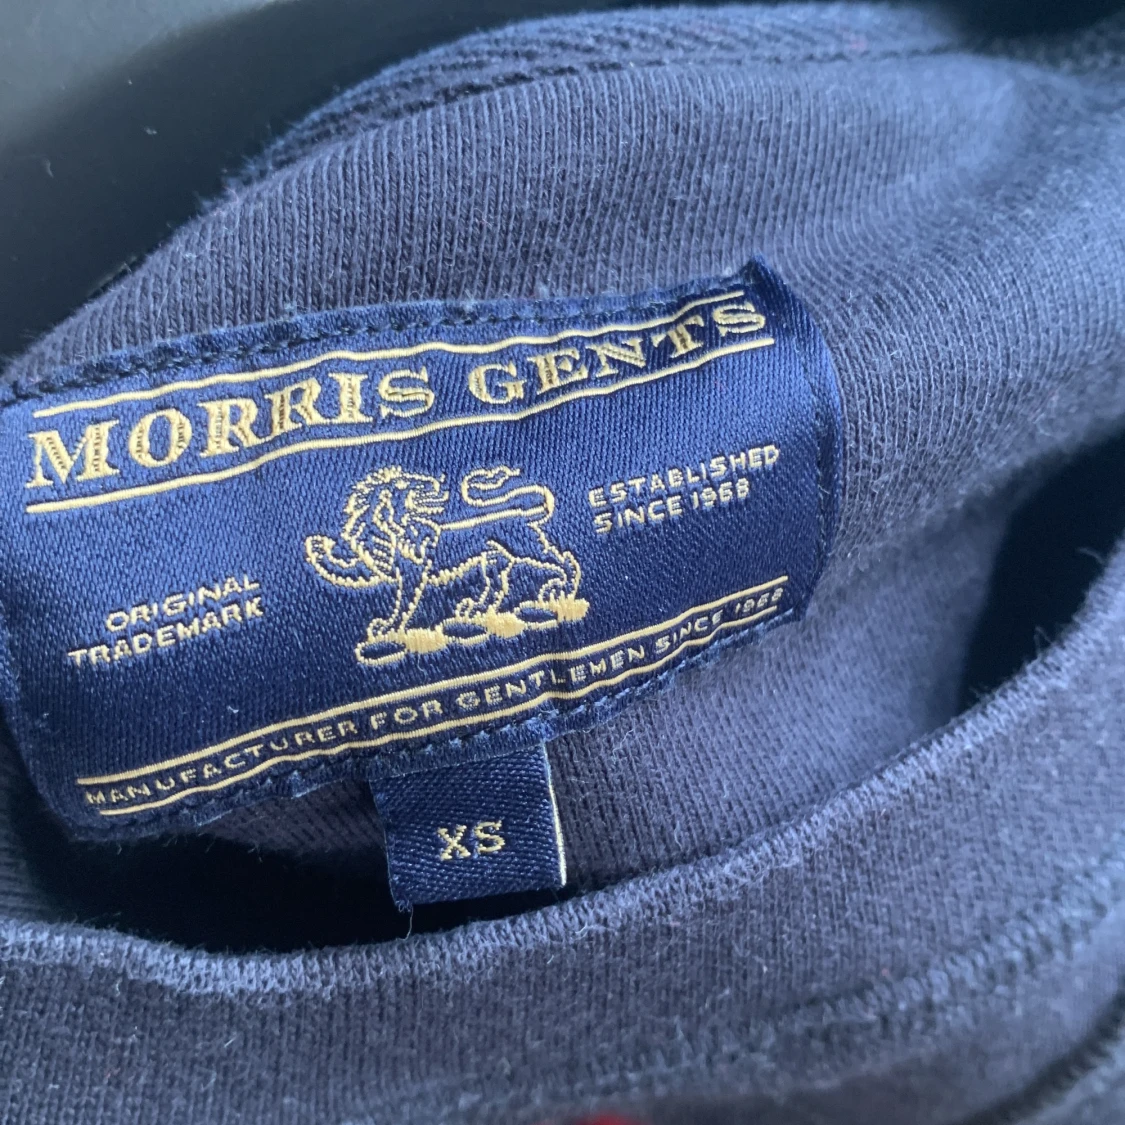 MORRIS GENTS
ESTABLISHED
SINCE 1968
ORIGINAL
TRADEMARK
MANUFACTURER FOR GENTLEMEN SINCE 1968
XS